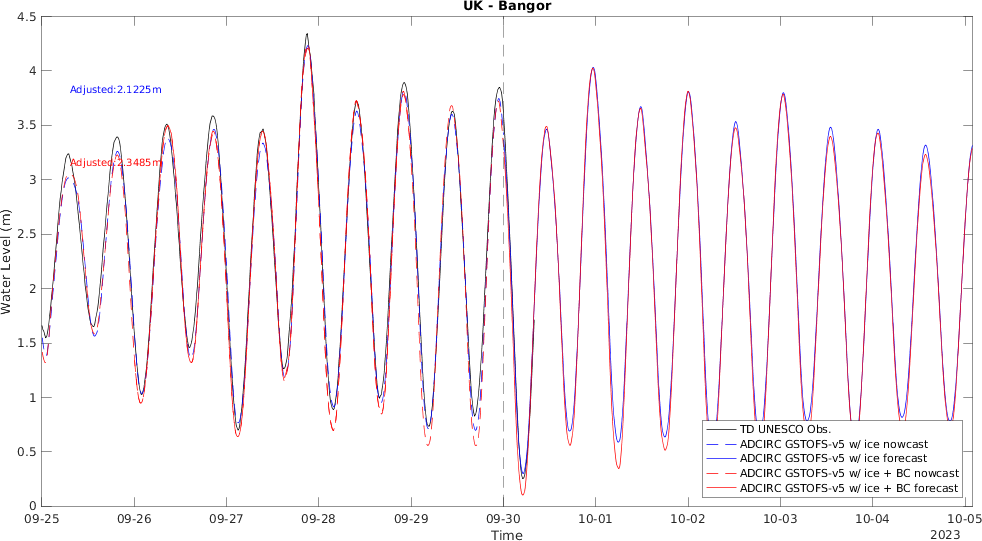 UK - Bangor
4.5
4
3.5
3
2.5
2
1.5
1
0.5
0
Water Level (m)
Adjusted:2.1225m
Adjusted:2.3485m
TD UNESCO Obs.
ADCIRC GSTOFS-v5 w/ ice nowcast
ADCIRC GSTOFS-v5 w/ ice forecast
ADCIRC GSTOFS-v5 w/ ice + BC nowcast
ADCIRC GSTOFS-v5 w/ ice + BC forecast
09-25 09-26 09-27 09-28 09-29 09-30 10-01 10-02 10-03 10-04 10-05
Time
2023